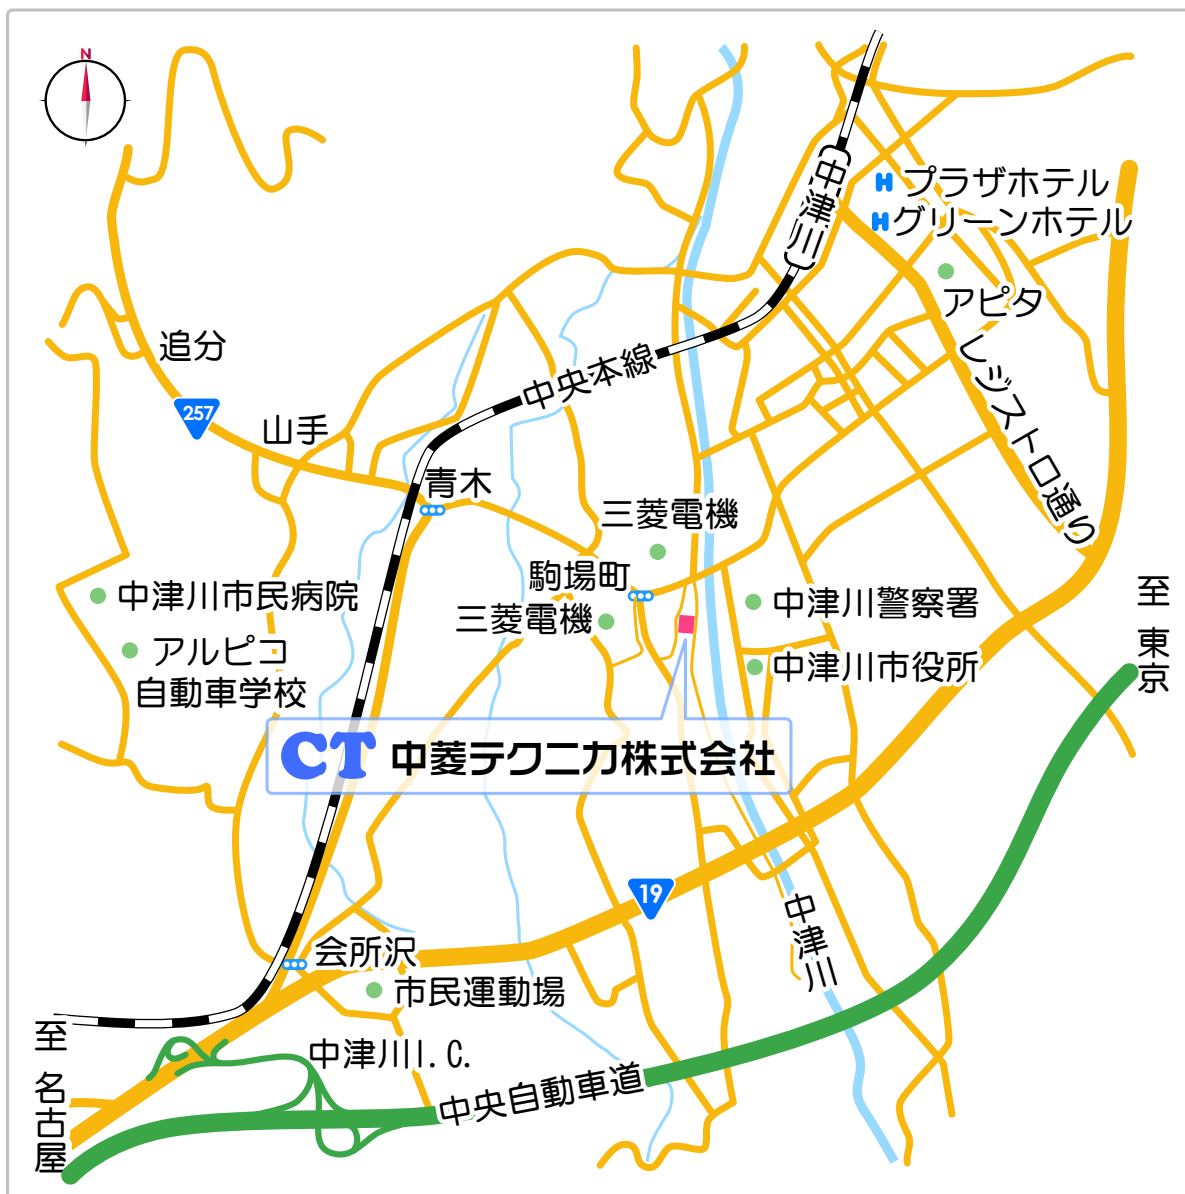 N
中津川
プラザホテル
グリーンホテル
アピタ
レジストロ通り
追分
257
山手
中央本線
青木
三菱電機
駒場町
三菱電機
中津川市民病院
アルピコ
自動車学校
中津川警察署
中津川市役所
至 東京
CT 中菱テクニカ株式会社
19
中津川
会所沢
市民運動場
中津川I.C.
中央自動車道
至 名古屋